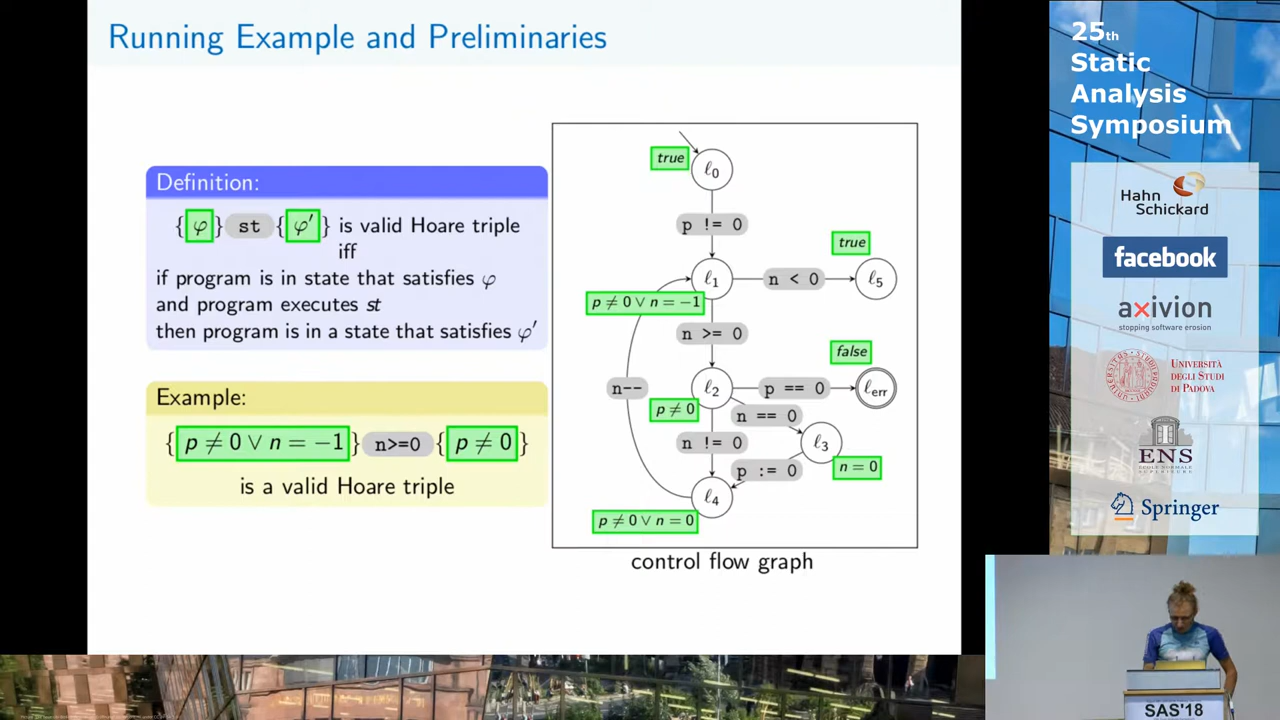 Running Example and Preliminaries
Definition:
{ φ } st { φ′ } is valid Hoare triple
iff
if program is in state that satisfies φ
and program executes st
then program is in a state that satisfies φ′
Example:
{ p ≠ 0 ∨ n = −1 } n>=0 { p ≠ 0 }
is a valid Hoare triple
true
ℓ0
p != 0
true
ℓ1
n < 0
ℓ5
p ≠ 0 ∨ n = −1
n >= 0
false
n--
ℓ2
p == 0
ℓerr
p ≠ 0
n == 0
n != 0
ℓ3
p := 0
n = 0
ℓ4
p ≠ 0 ∨ n = 0
control flow graph
25th
Static
Analysis
Symposium
Hahn
Schickard
facebook
axivion
stopping software erosion
UNIVERSITÀ
DEGLI STUDI
DI PADOVA
ENS
ÉCOLE NORMALE
SUPÉRIEURE
Springer
SAS'18